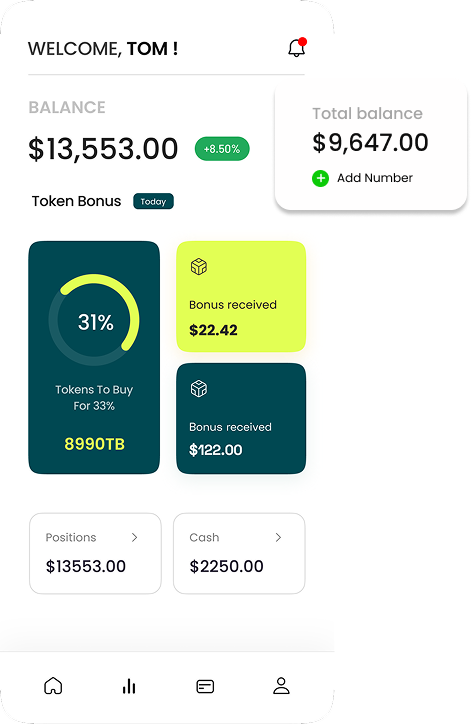 WELCOME, TOM !
BALANCE
$13,553.00
+8.50%
Total balance
$9,647.00
Add Number
Token Bonus
Today
31%
Tokens To Buy
For 33%
8990TB
Bonus received
$22.42
Bonus received
$122.00
Positions
$13553.00
Cash
$2250.00